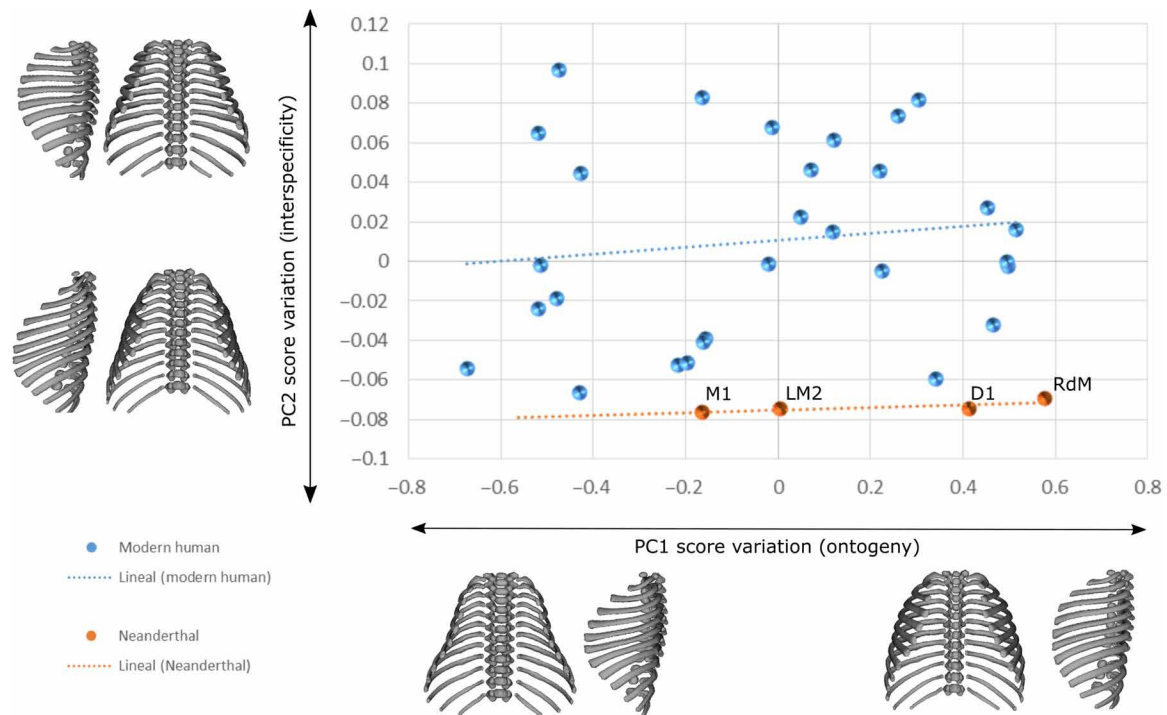 0.12
0.1
0.08
0.06
0.04
0.02
0
−0.02
−0.04
−0.06
−0.08
−0.1
PC2 score variation (interspecificity)
M1
LM2
D1
RdM
−0.8
−0.6
−0.4
−0.2
0
0.2
0.4
0.6
0.8
PC1 score variation (ontogeny)
Modern human
Lineal (modern human)
Neanderthal
Lineal (Neanderthal)